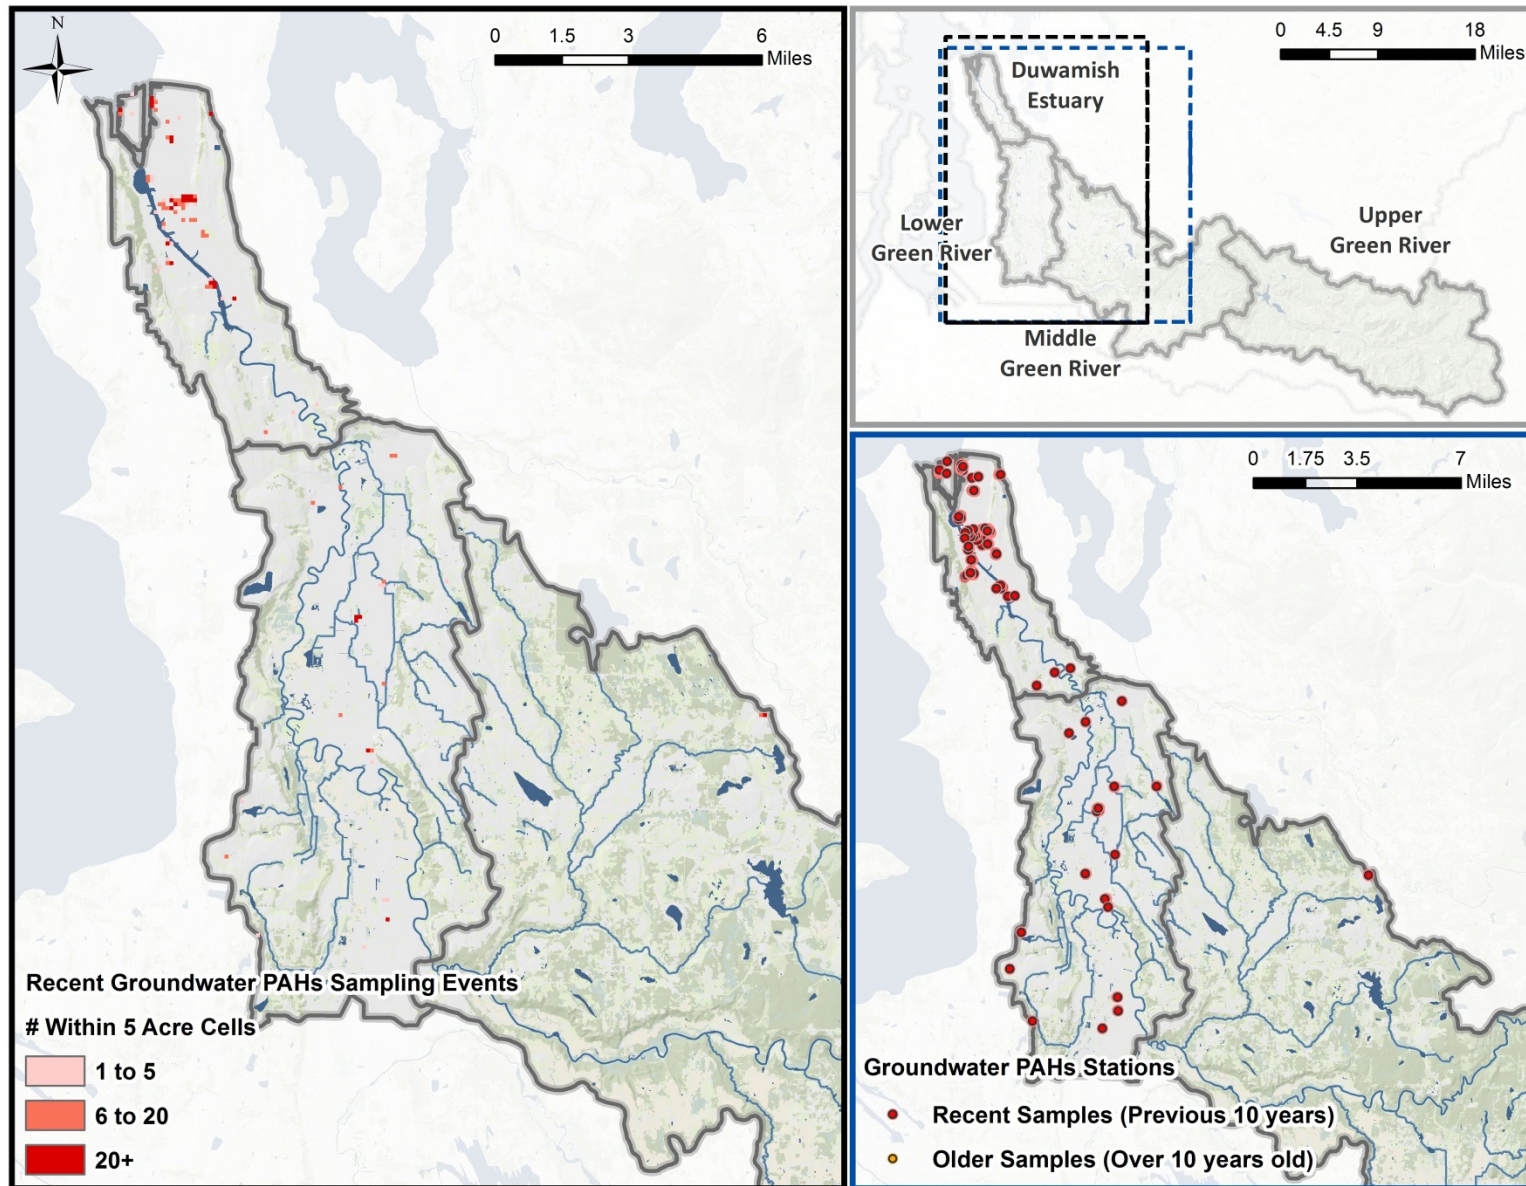 N
0 1.5 3 6
Miles
Recent Groundwater PAHs Sampling Events
# Within 5 Acre Cells
1 to 5
6 to 20
20+
0 4.5 9 18
Miles
Duwamish
Estuary
Lower
Green River
Upper
Green River
Middle
Green River
0 1.75 3.5 7
Miles
Groundwater PAHs Stations
Recent Samples (Previous 10 years)
Older Samples (Over 10 years old)